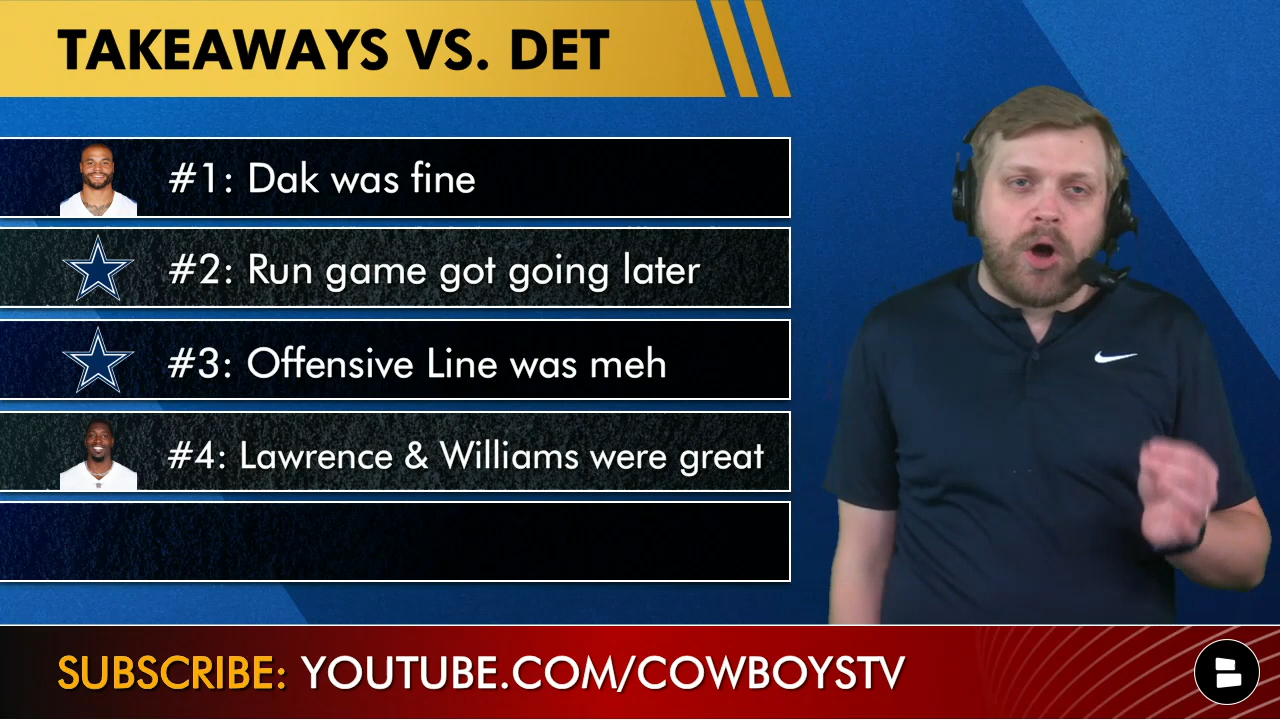 TAKEAWAYS VS. DET
#1: Dak was fine
#2: Run game got going later
#3: Offensive Line was meh
#4: Lawrence & Williams were great
SUBSCRIBE: YOUTUBE.COM/COWBOYSTV